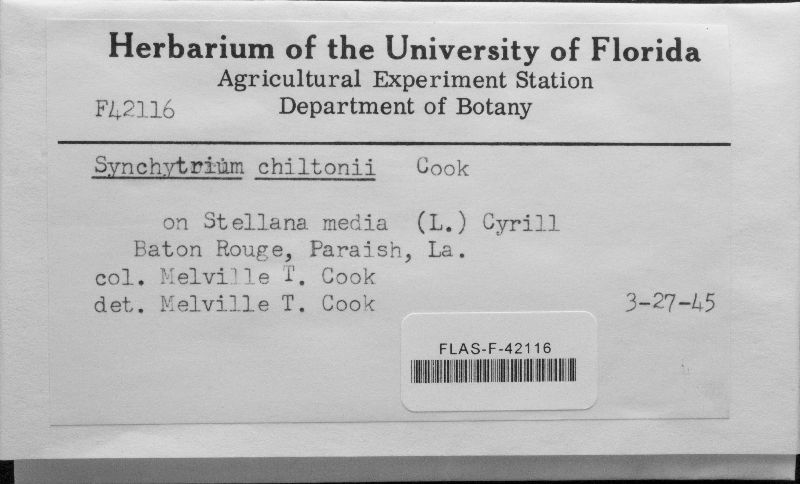 Herbarium of the University of Florida
Agricultural Experiment Station
F42116 Department of Botany
Synchytrium chiltonii Cook
on Stellana media (L.) Cyrill
Baton Rouge, Paraish, La.
col. Melville T. Cook
det. Melville T. Cook 3-27-45
FLAS-F-42116